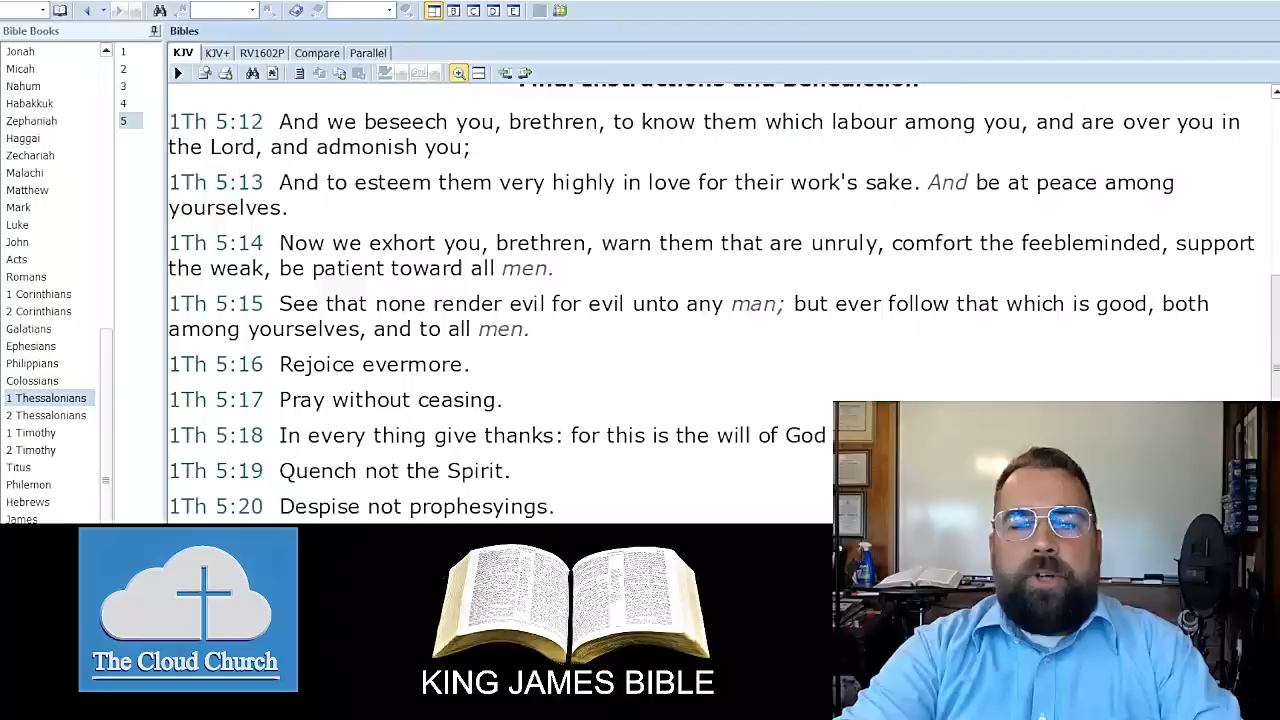 Bible Books
Bibles
KJV KJV+ RV1602P Compare Parallel
Jonah
Micah
Nahum
Habakkuk
Zephaniah
Haggai
Zechariah
Malachi
Matthew
Mark
Luke
John
Acts
Romans
1 Corinthians
2 Corinthians
Galatians
Ephesians
Philippians
Colossians
1 Thessalonians
2 Thessalonians
1 Timothy
2 Timothy
Titus
Philemon
Hebrews
James
1
2
3
4
5
B C D E
Final Instructions and Benediction
1Th 5:12 And we beseech you, brethren, to know them which labour among you, and are over you in
the Lord, and admonish you;
1Th 5:13 And to esteem them very highly in love for their work's sake. And be at peace among
yourselves.
1Th 5:14 Now we exhort you, brethren, warn them that are unruly, comfort the feebleminded, support
the weak, be patient toward all men.
1Th 5:15 See that none render evil for evil unto any man; but ever follow that which is good, both
among yourselves, and to all men.
1Th 5:16 Rejoice evermore.
1Th 5:17 Pray without ceasing.
1Th 5:18 In every thing give thanks: for this is the will of God
1Th 5:19 Quench not the Spirit.
1Th 5:20 Despise not prophesyings.
The Cloud Church
KING JAMES BIBLE